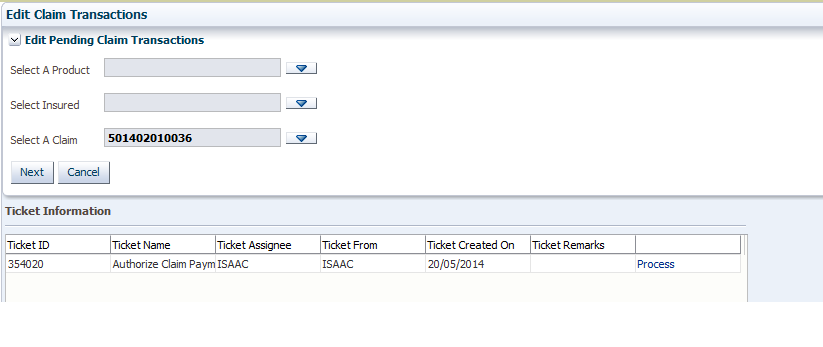 Edit Claim Transactions
Edit Pending Claim Transactions
Select A Product
Select Insured
Select A Claim 501402010036
Next Cancel
Ticket Information
Ticket ID Ticket Name Ticket Assignee Ticket From Ticket Created On Ticket Remarks
354020 Authorize Claim Paym ISAAC ISAAC 20/05/2014 Process